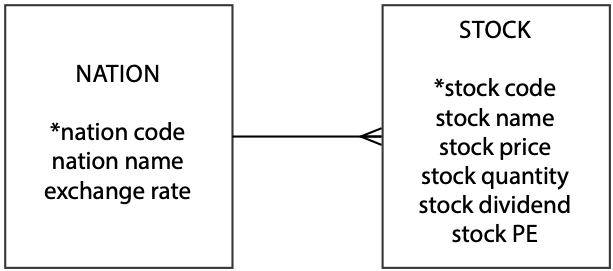 NATION
*nation code
nation name
exchange rate
STOCK
*stock code
stock name
stock price
stock quantity
stock dividend
stock PE